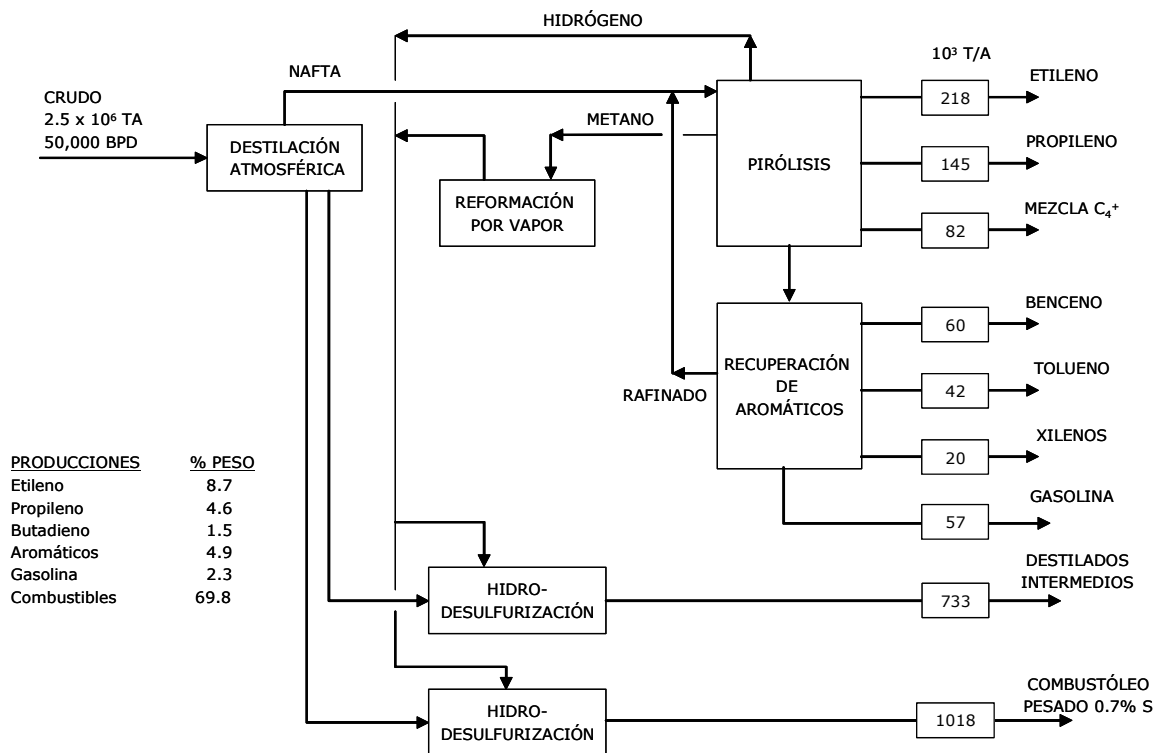 HIDRÓGENO
10³ T/A
NAFTA
ETILENO
218
CRUDO
2.5 x 10⁶ TA
50,000 BPD
METANO
DESTILACIÓN
ATMOSFÉRICA
PIRÓLISIS
PROPILENO
145
REFORMACIÓN
POR VAPOR
MEZCLA C₄⁺
82
BENCENO
60
RECUPERACIÓN
DE
AROMÁTICOS
RAFINADO
TOLUENO
42
XILENOS
20
GASOLINA
57
PRODUCCIONES % PESO
Etileno 8.7
Propileno 4.6
Butadieno 1.5
Aromáticos 4.9
Gasolina 2.3
Combustibles 69.8
HIDRO-
DESULFURIZACIÓN
DESTILADOS
INTERMEDIOS
733
HIDRO-
DESULFURIZACIÓN
COMBUSTÓLEO
PESADO 0.7% S
1018